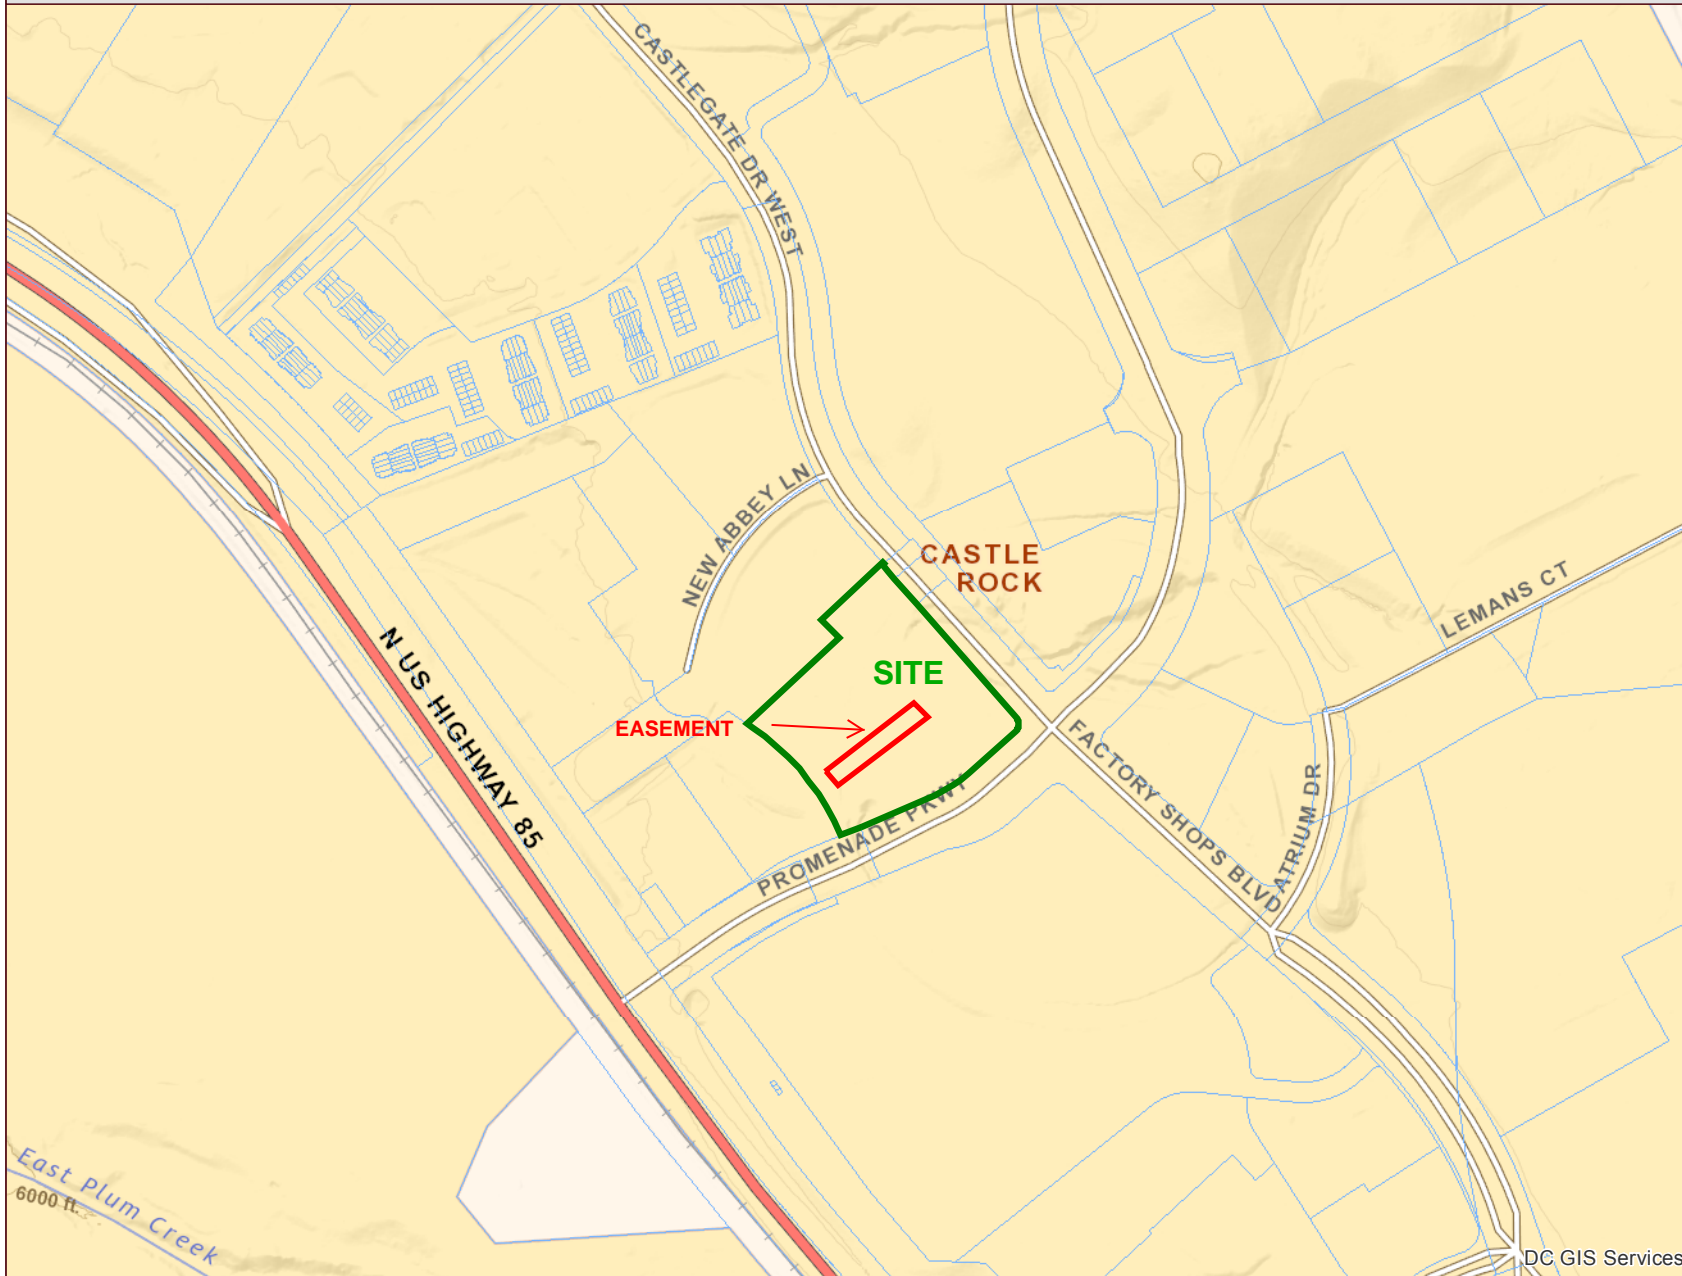 CASTLEGATE DR WEST
NEW ABBEY LN
CASTLE
ROCK
LEMANS CT
SITE
EASEMENT
N US HIGHWAY 85
FACTORY SHOPS BLVD
ATRIUM DR
PROMENADE PKWY
East Plum Creek
6000 ft.
DC GIS Services